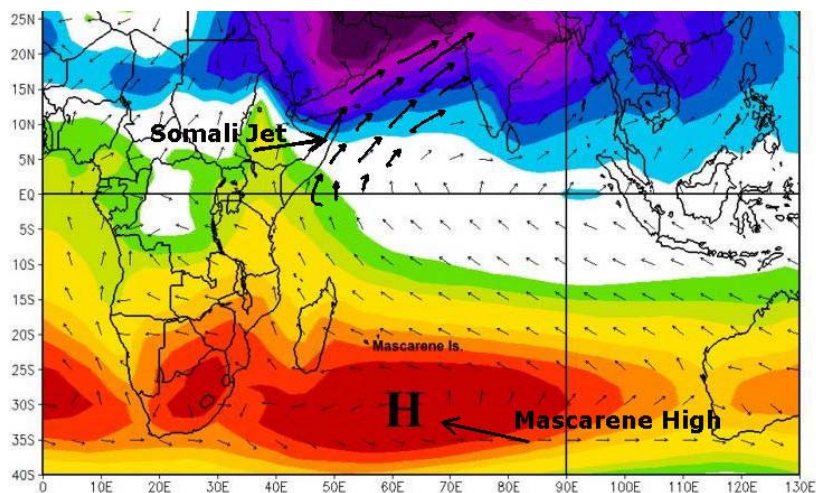 25N
20N
15N
10N
5N
EQ
5S
10S
15S
20S
25S
30S
35S
40S
Somali Jet
Mascarene Is.
H
Mascarene High
0 10E 20E 30E 40E 50E 60E 70E 80E 90E 100E 110E 120E 130E